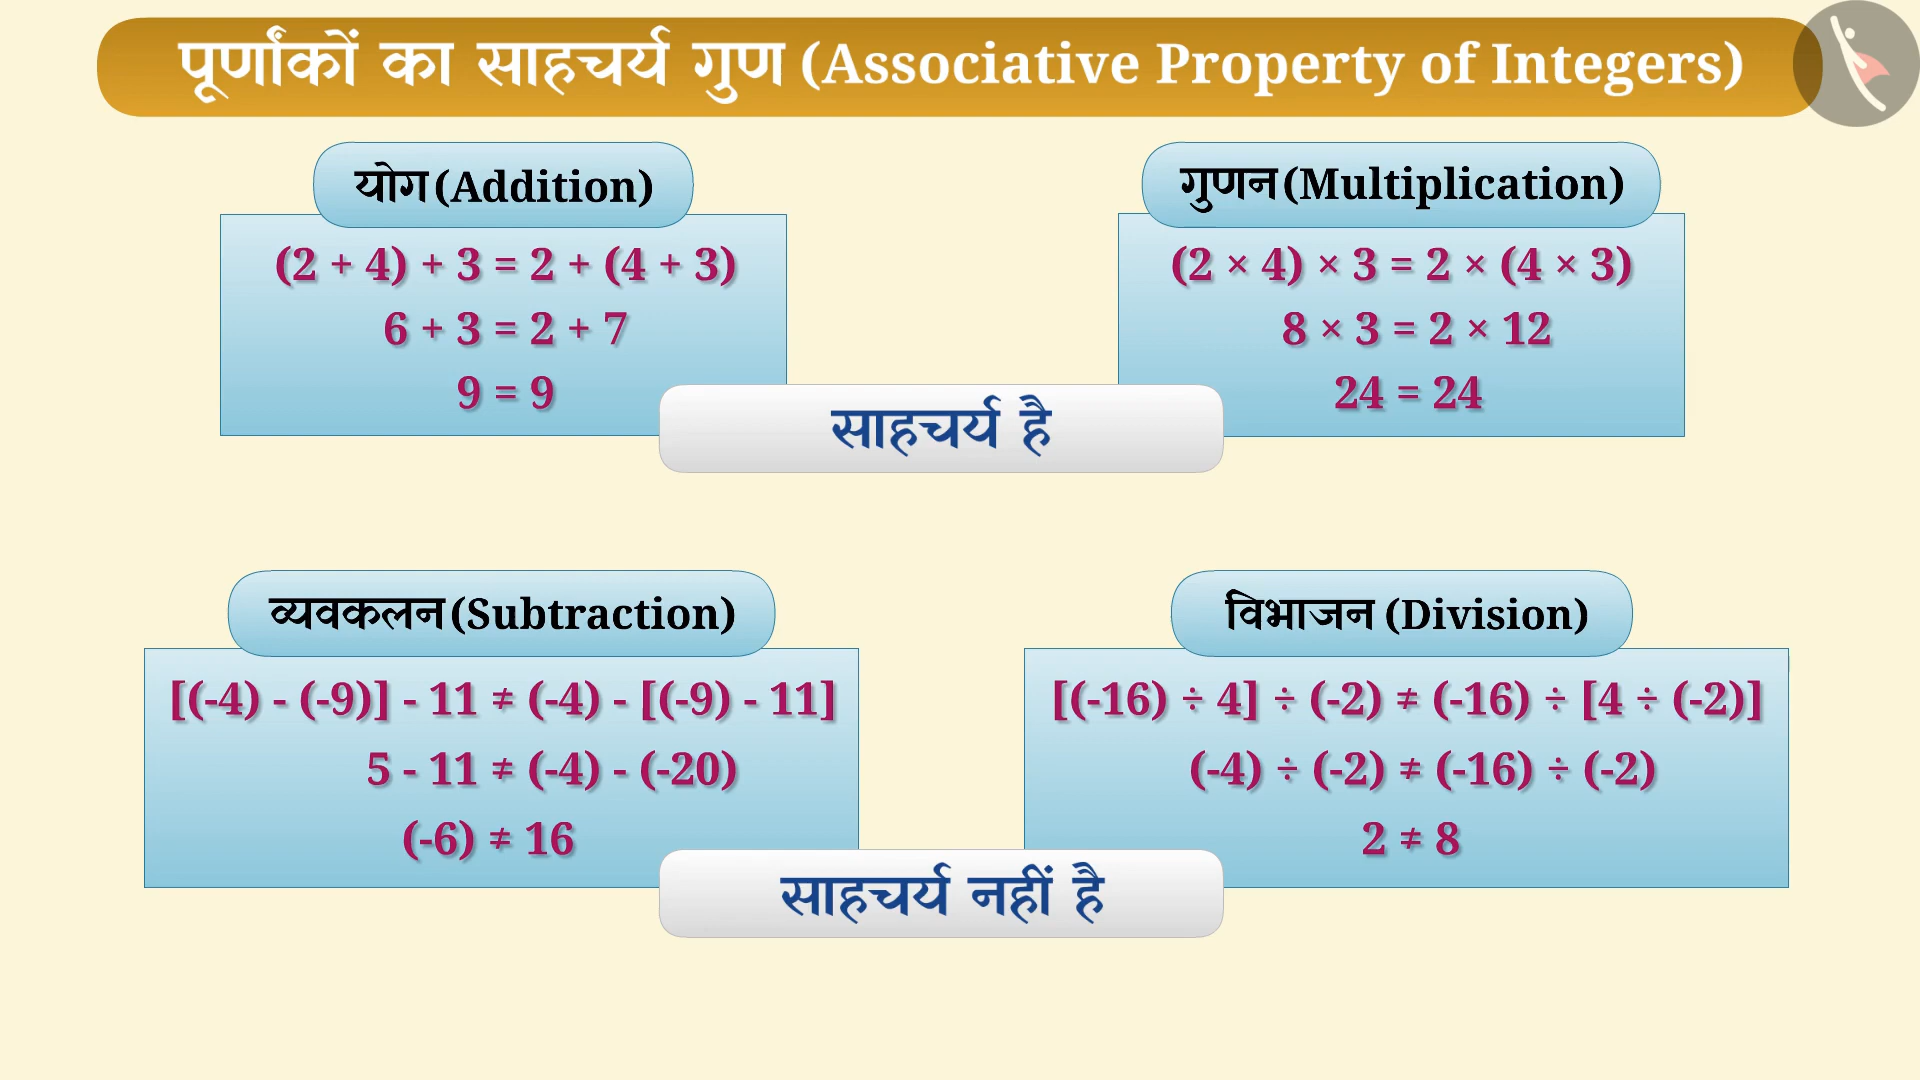 पूर्णांकों का साहचर्य गुण (Associative Property of Integers)
योग (Addition)
(2 + 4) + 3 = 2 + (4 + 3)
6 + 3 = 2 + 7
9 = 9
गुणन (Multiplication)
(2 × 4) × 3 = 2 × (4 × 3)
8 × 3 = 2 × 12
24 = 24
साहचर्य है
व्यवकलन (Subtraction)
[(-4) - (-9)] - 11 ≠ (-4) - [(-9) - 11]
5 - 11 ≠ (-4) - (-20)
(-6) ≠ 16
विभाजन (Division)
[(-16) ÷ 4] ÷ (-2) ≠ (-16) ÷ [4 ÷ (-2)]
(-4) ÷ (-2) ≠ (-16) ÷ (-2)
2 ≠ 8
साहचर्य नहीं है